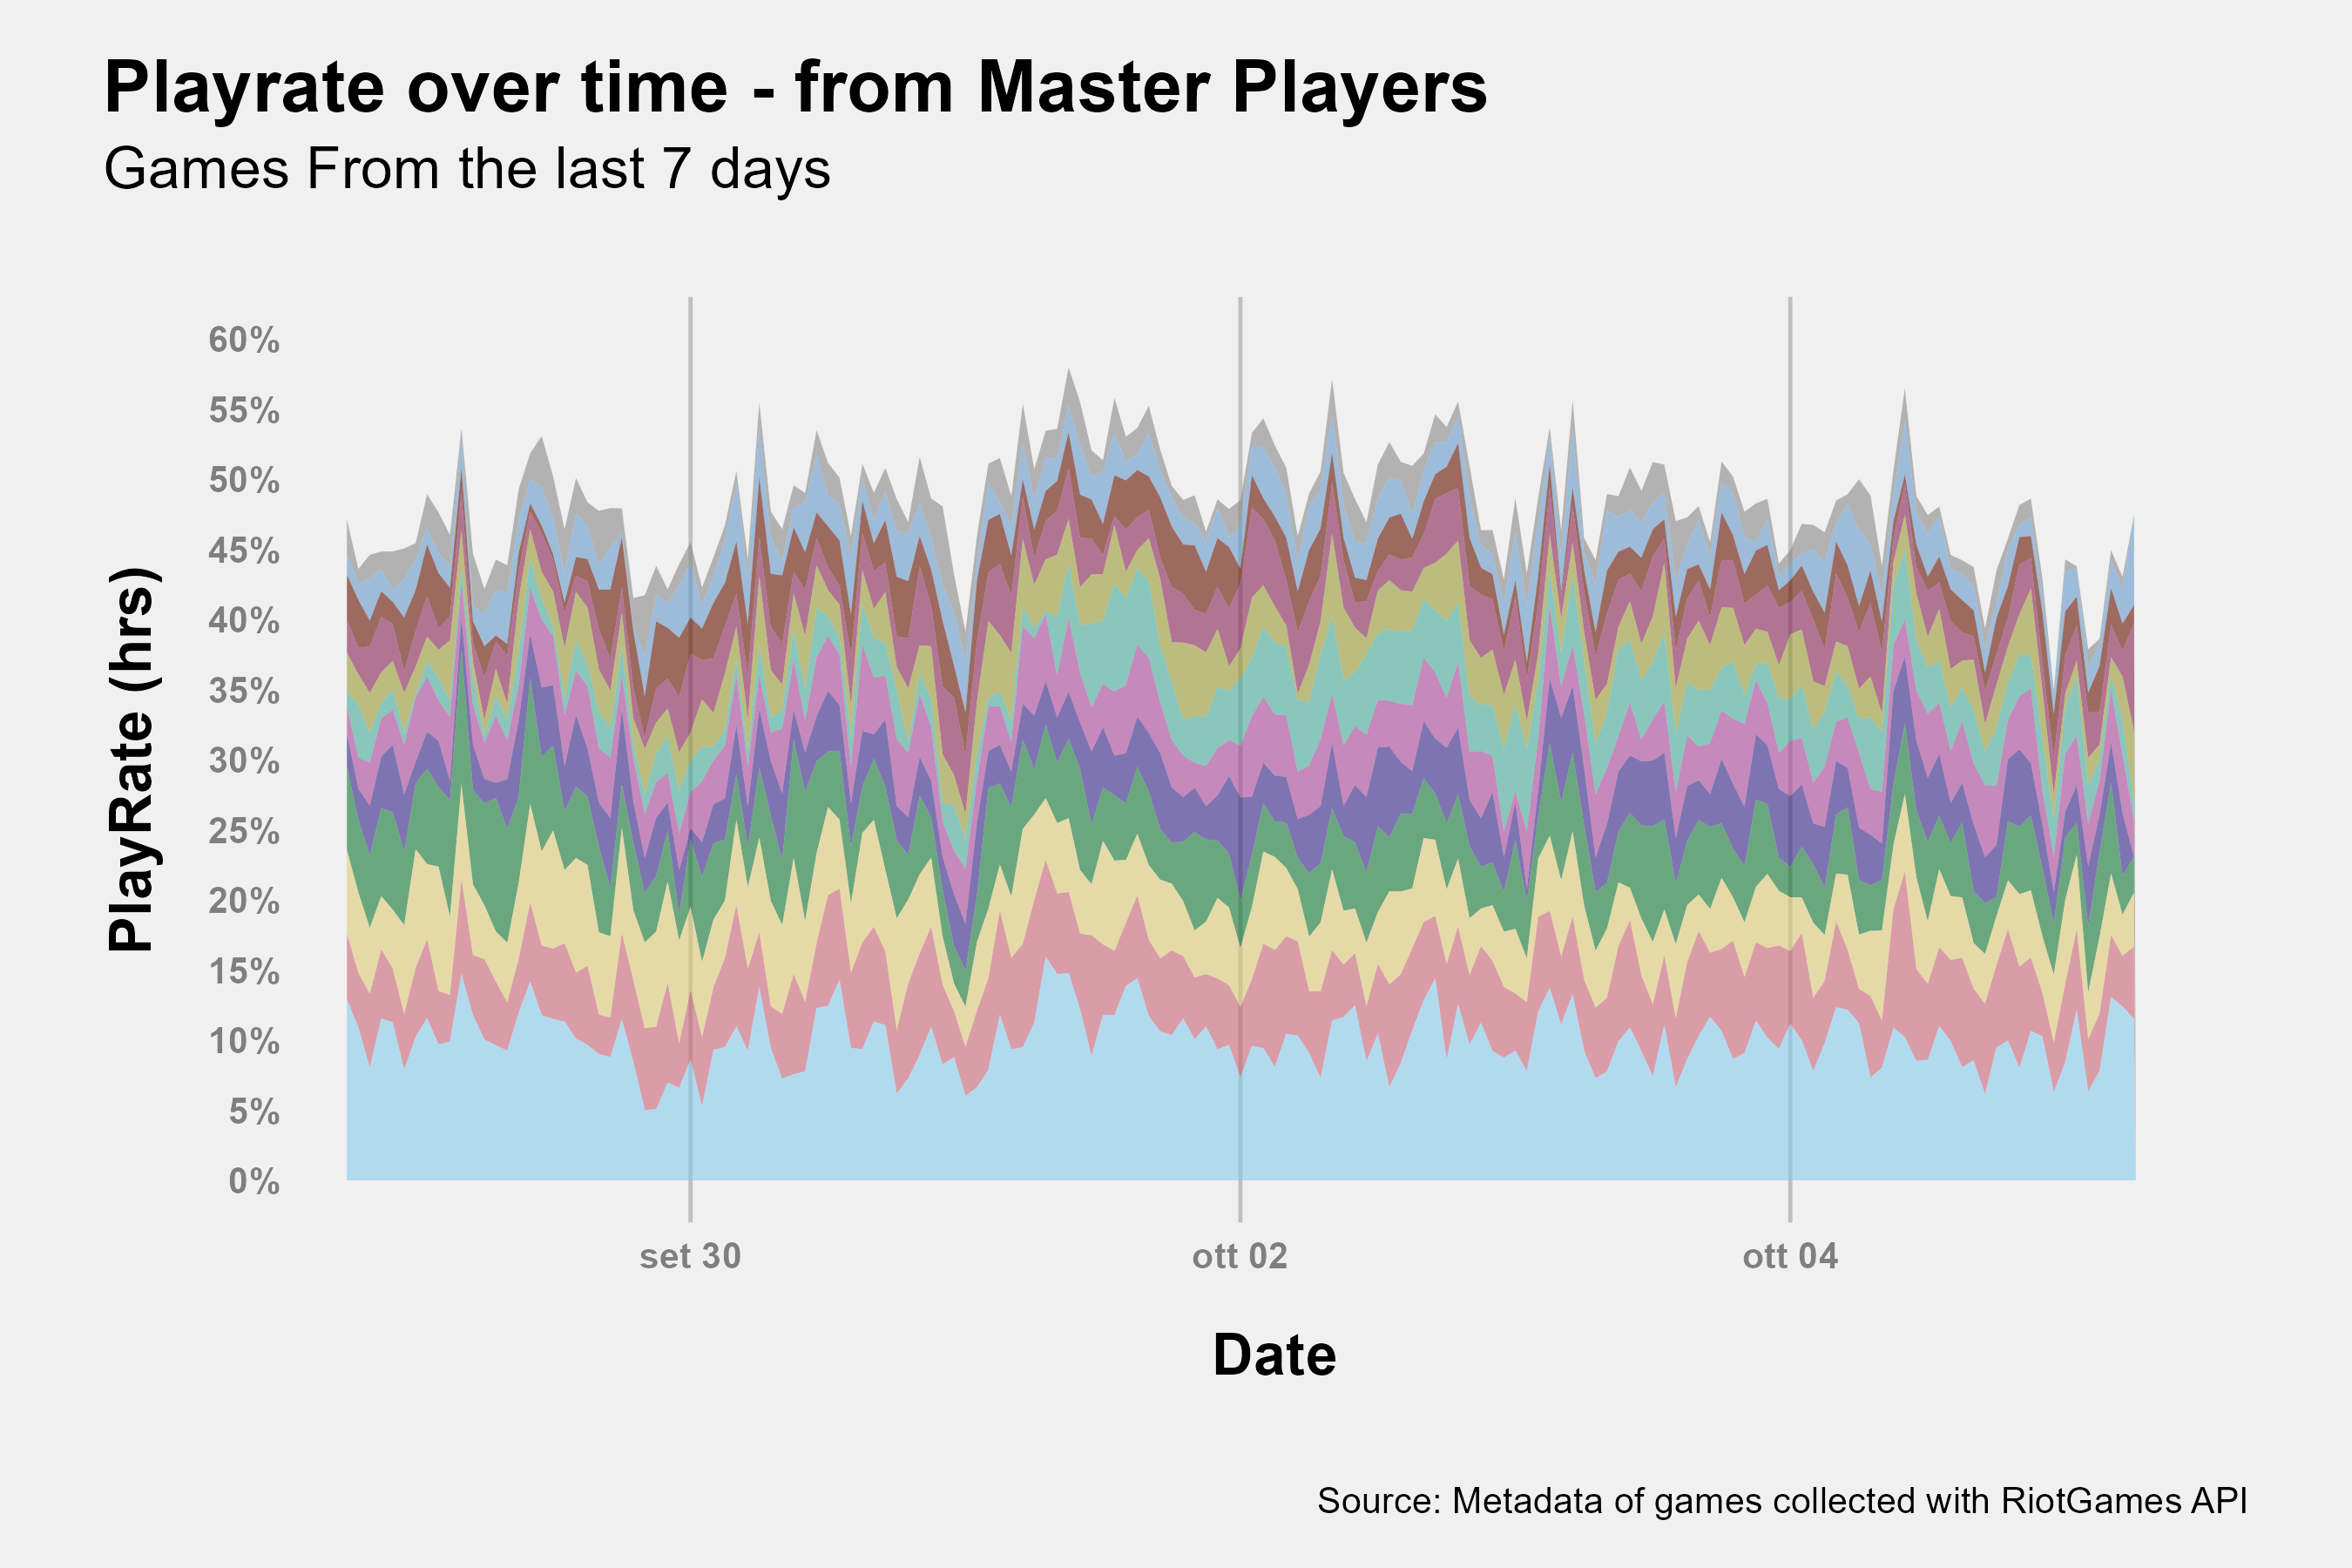 Playrate over time - from Master Players
Games From the last 7 days
PlayRate (hrs)
60%
55%
50%
45%
40%
35%
30%
25%
20%
15%
10%
5%
0%
set 30
ott 02
ott 04
Date
Source: Metadata of games collected with RiotGames API